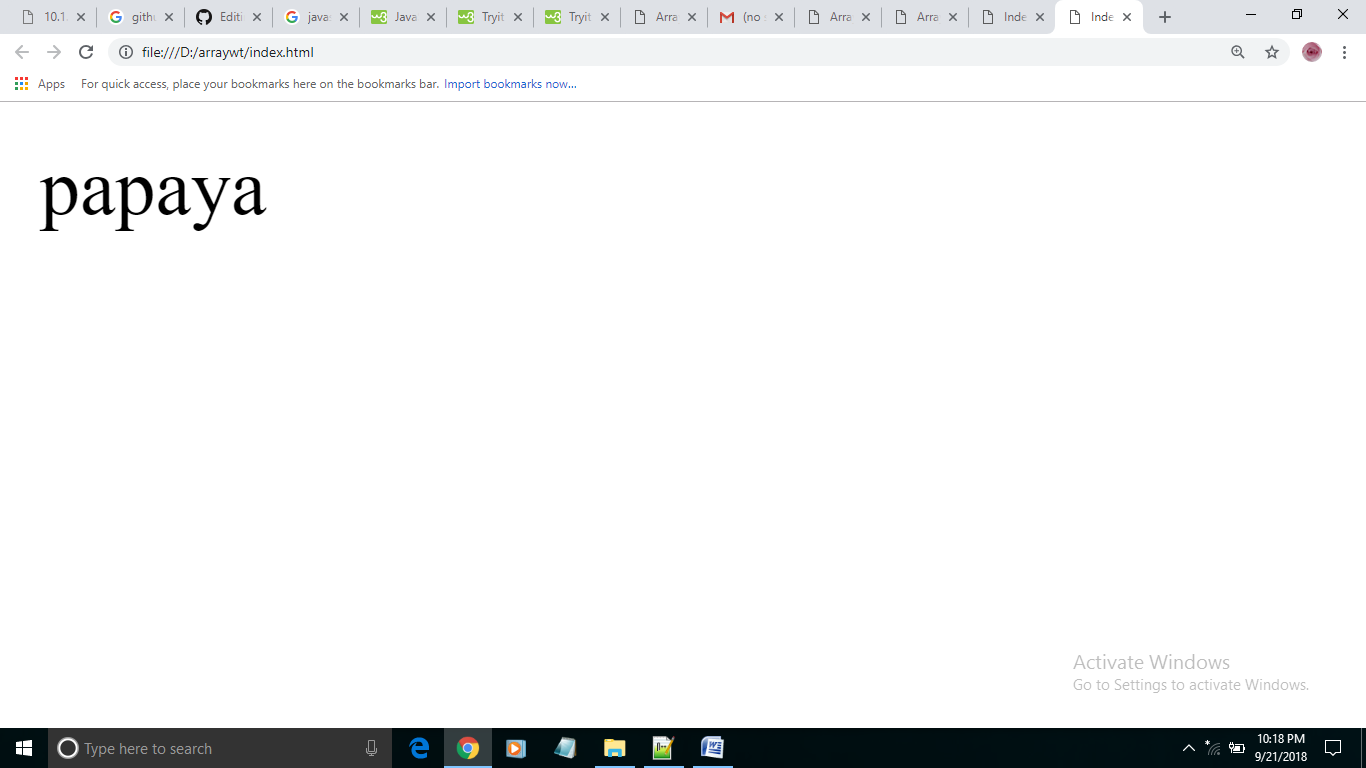 10.1
githu
Editi
javas
Java
Tryit
Tryit
Arra
(no s
Arra
Arra
Inde
Inde
file:///D:/arraywt/index.html
Apps For quick access, place your bookmarks here on the bookmarks bar. Import bookmarks now...
papaya
Activate Windows
Go to Settings to activate Windows.
Type here to search
10:18 PM
9/21/2018